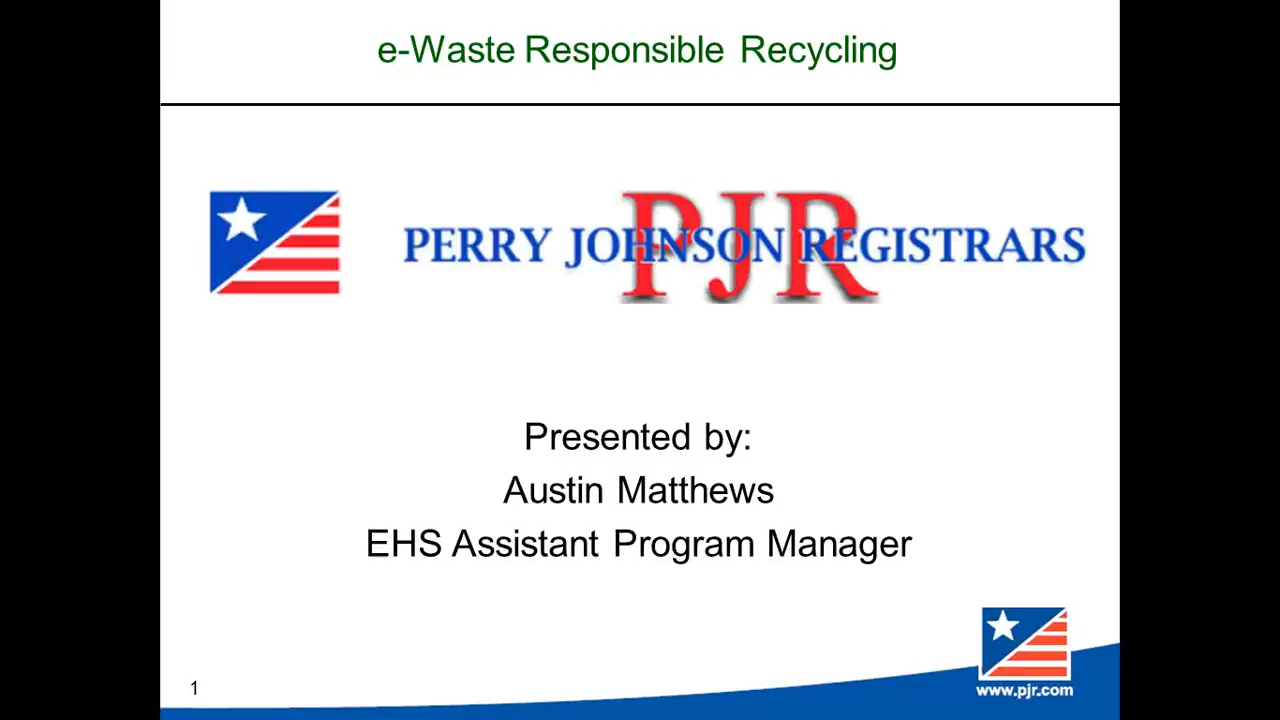 e-Waste Responsible Recycling
PJR
PERRY JOHNSON REGISTRARS
Presented by:
Austin Matthews
EHS Assistant Program Manager
1
www.pjr.com